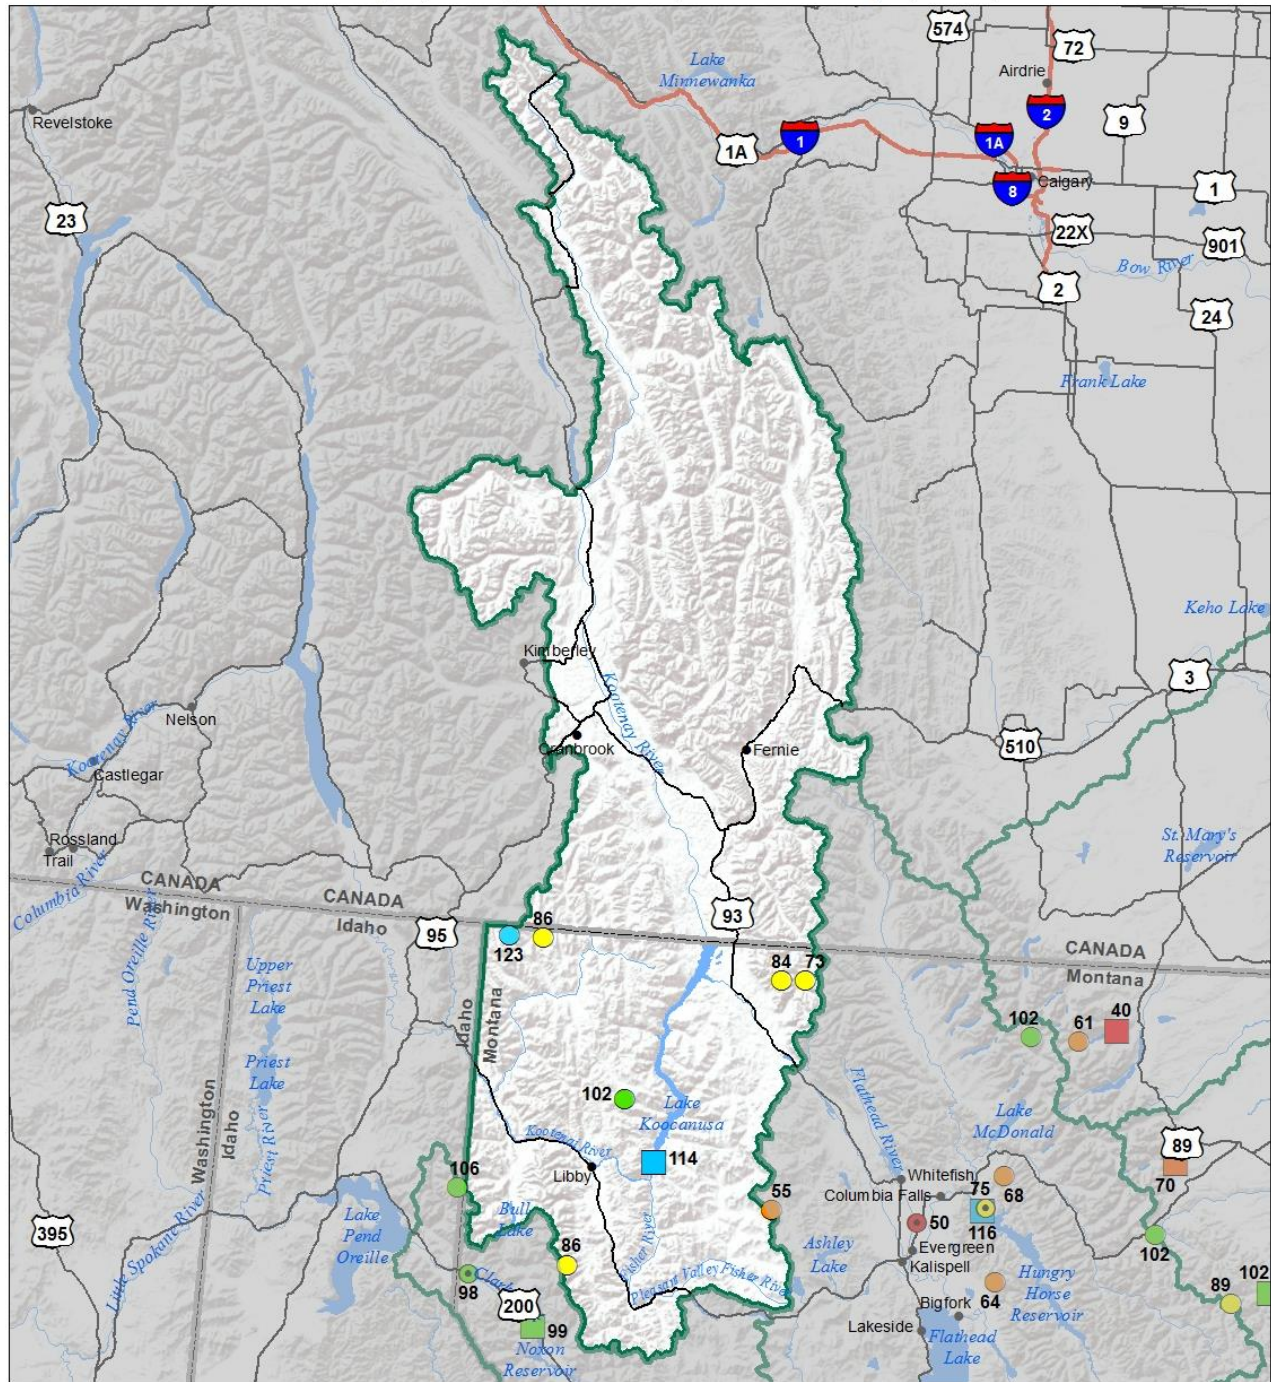 574
72
Lake
Minnewanka
Airdrie
Revelstoke
2
9
1
1A
1A
8
Calgary
1
23
22X
901
Bow River
2
24
Frank Lake
Keho Lake
Kimberley
3
Kootenay River
Nelson
Kootenay River
510
Cranbrook
Fernie
Castlegar
Rossland
Trail
St. Mary's
Reservoir
Columbia River
CANADA
Washington
CANADA
Idaho
95
86
93
123
CANADA
Montana
Pend Oreille River
Upper
Priest
Lake
84
73
Idaho
Montana
102
61
40
Priest
Lake
Washington
Idaho
Priest River
102
Lake
Koocanusa
Flathead River
Lake
McDonald
Kootenai River
114
89
106
Libby
Whitefish
68
70
Columbia Falls
75
116
55
Bull
Lake
50
395
Lake
Pend
Oreille
Little Spokane River
Fisher River
Evergreen
Kalispell
Ashley
Lake
102
86
98
Clark
Pleasant Valley Fisher River
64
Hungry
Horse
Reservoir
89
102
200
99
Bigfork
Lakeside
Flathead
Lake
Noxon
Reservoir